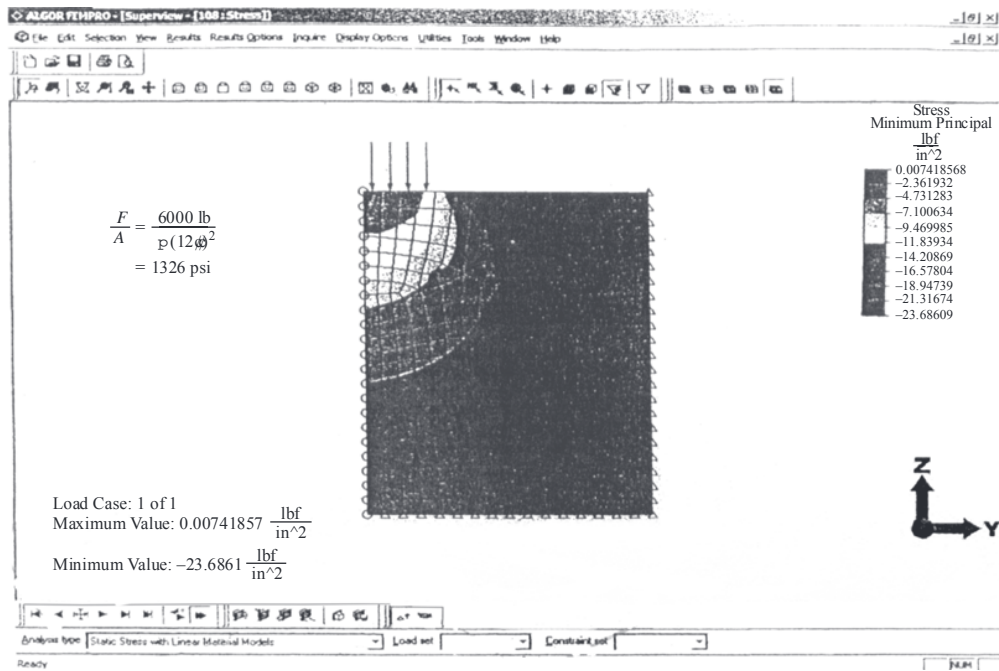 ALGOR FEMPRO - [Superview - [108 : Stress]]
File Edit Selection View Results Results Options Inquire Display Options Utilities Tools Window Help
Stress
Minimum Principal
lbf
in^2
0.007418568
−2.361932
−4.731283
−7.100634
−9.469985
−11.83934
−14.20869
−16.57804
−18.94739
−21.31674
−23.68609
F/A = 6000 lb
p(12)2
= 1326 psi
Z
Y
Load Case: 1 of 1
Maximum Value: 0.00741857 lbf/in^2
Minimum Value: −23.6861 lbf/in^2
Analysis type Static Stress with Linear Material Models Load set Constraint set
Ready NUM